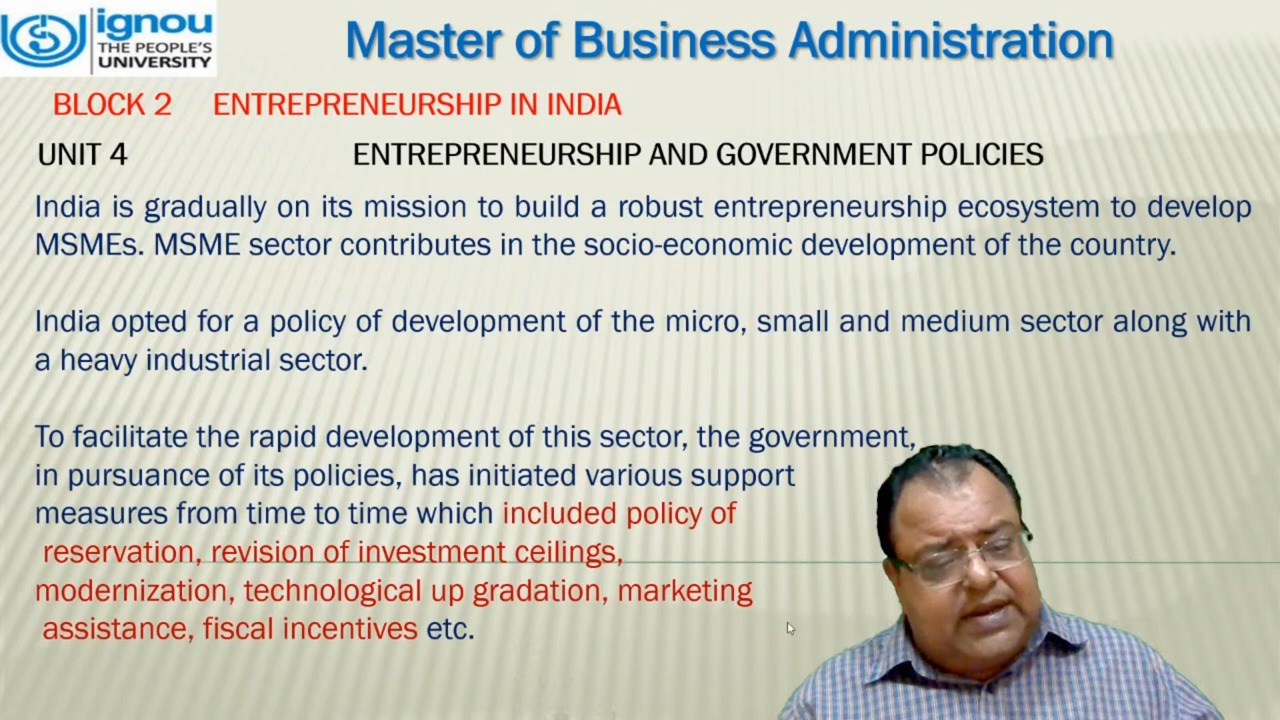 ignou
THE PEOPLE'S
UNIVERSITY
Master of Business Administration
BLOCK 2 ENTREPRENEURSHIP IN INDIA
UNIT 4 ENTREPRENEURSHIP AND GOVERNMENT POLICIES
India is gradually on its mission to build a robust entrepreneurship ecosystem to develop
MSMEs. MSME sector contributes in the socio-economic development of the country.
India opted for a policy of development of the micro, small and medium sector along with
a heavy industrial sector.
To facilitate the rapid development of this sector, the government,
in pursuance of its policies, has initiated various support
measures from time to time which included policy of
reservation, revision of investment ceilings,
modernization, technological up gradation, marketing
assistance, fiscal incentives etc.